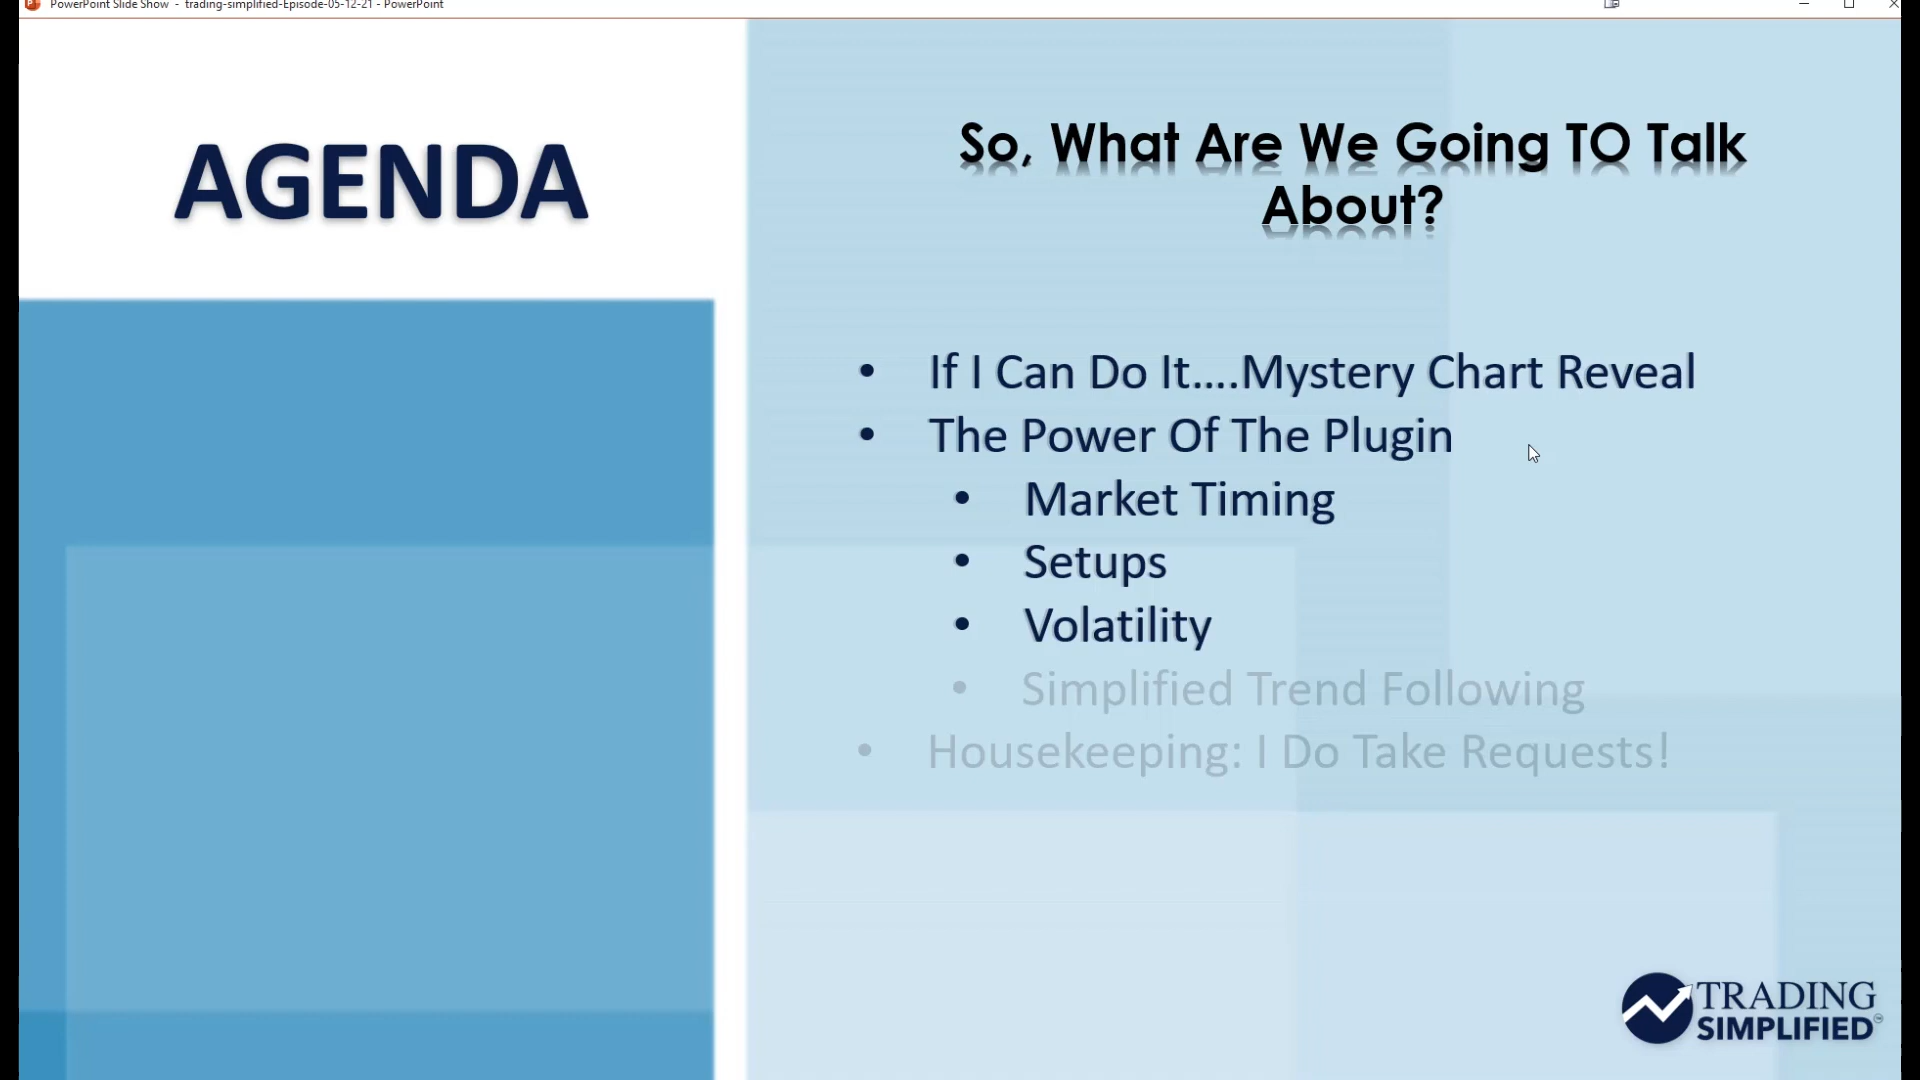 PowerPoint Slide Show - trading-simplified-Episode-05-12-21 - PowerPoint
AGENDA
So, What Are We Going TO Talk
About?
• If I Can Do It....Mystery Chart Reveal
• The Power Of The Plugin
• Market Timing
• Setups
• Volatility
• Simplified Trend Following
• Housekeeping: I Do Take Requests!
TRADING
SIMPLIFIED™